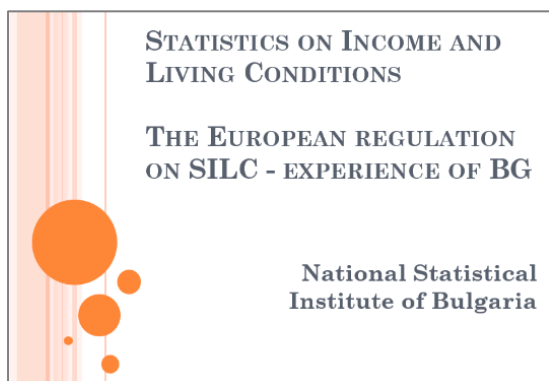 Statistics on Income and
Living Conditions
The European regulation
on SILC - experience of BG
National Statistical
Institute of Bulgaria